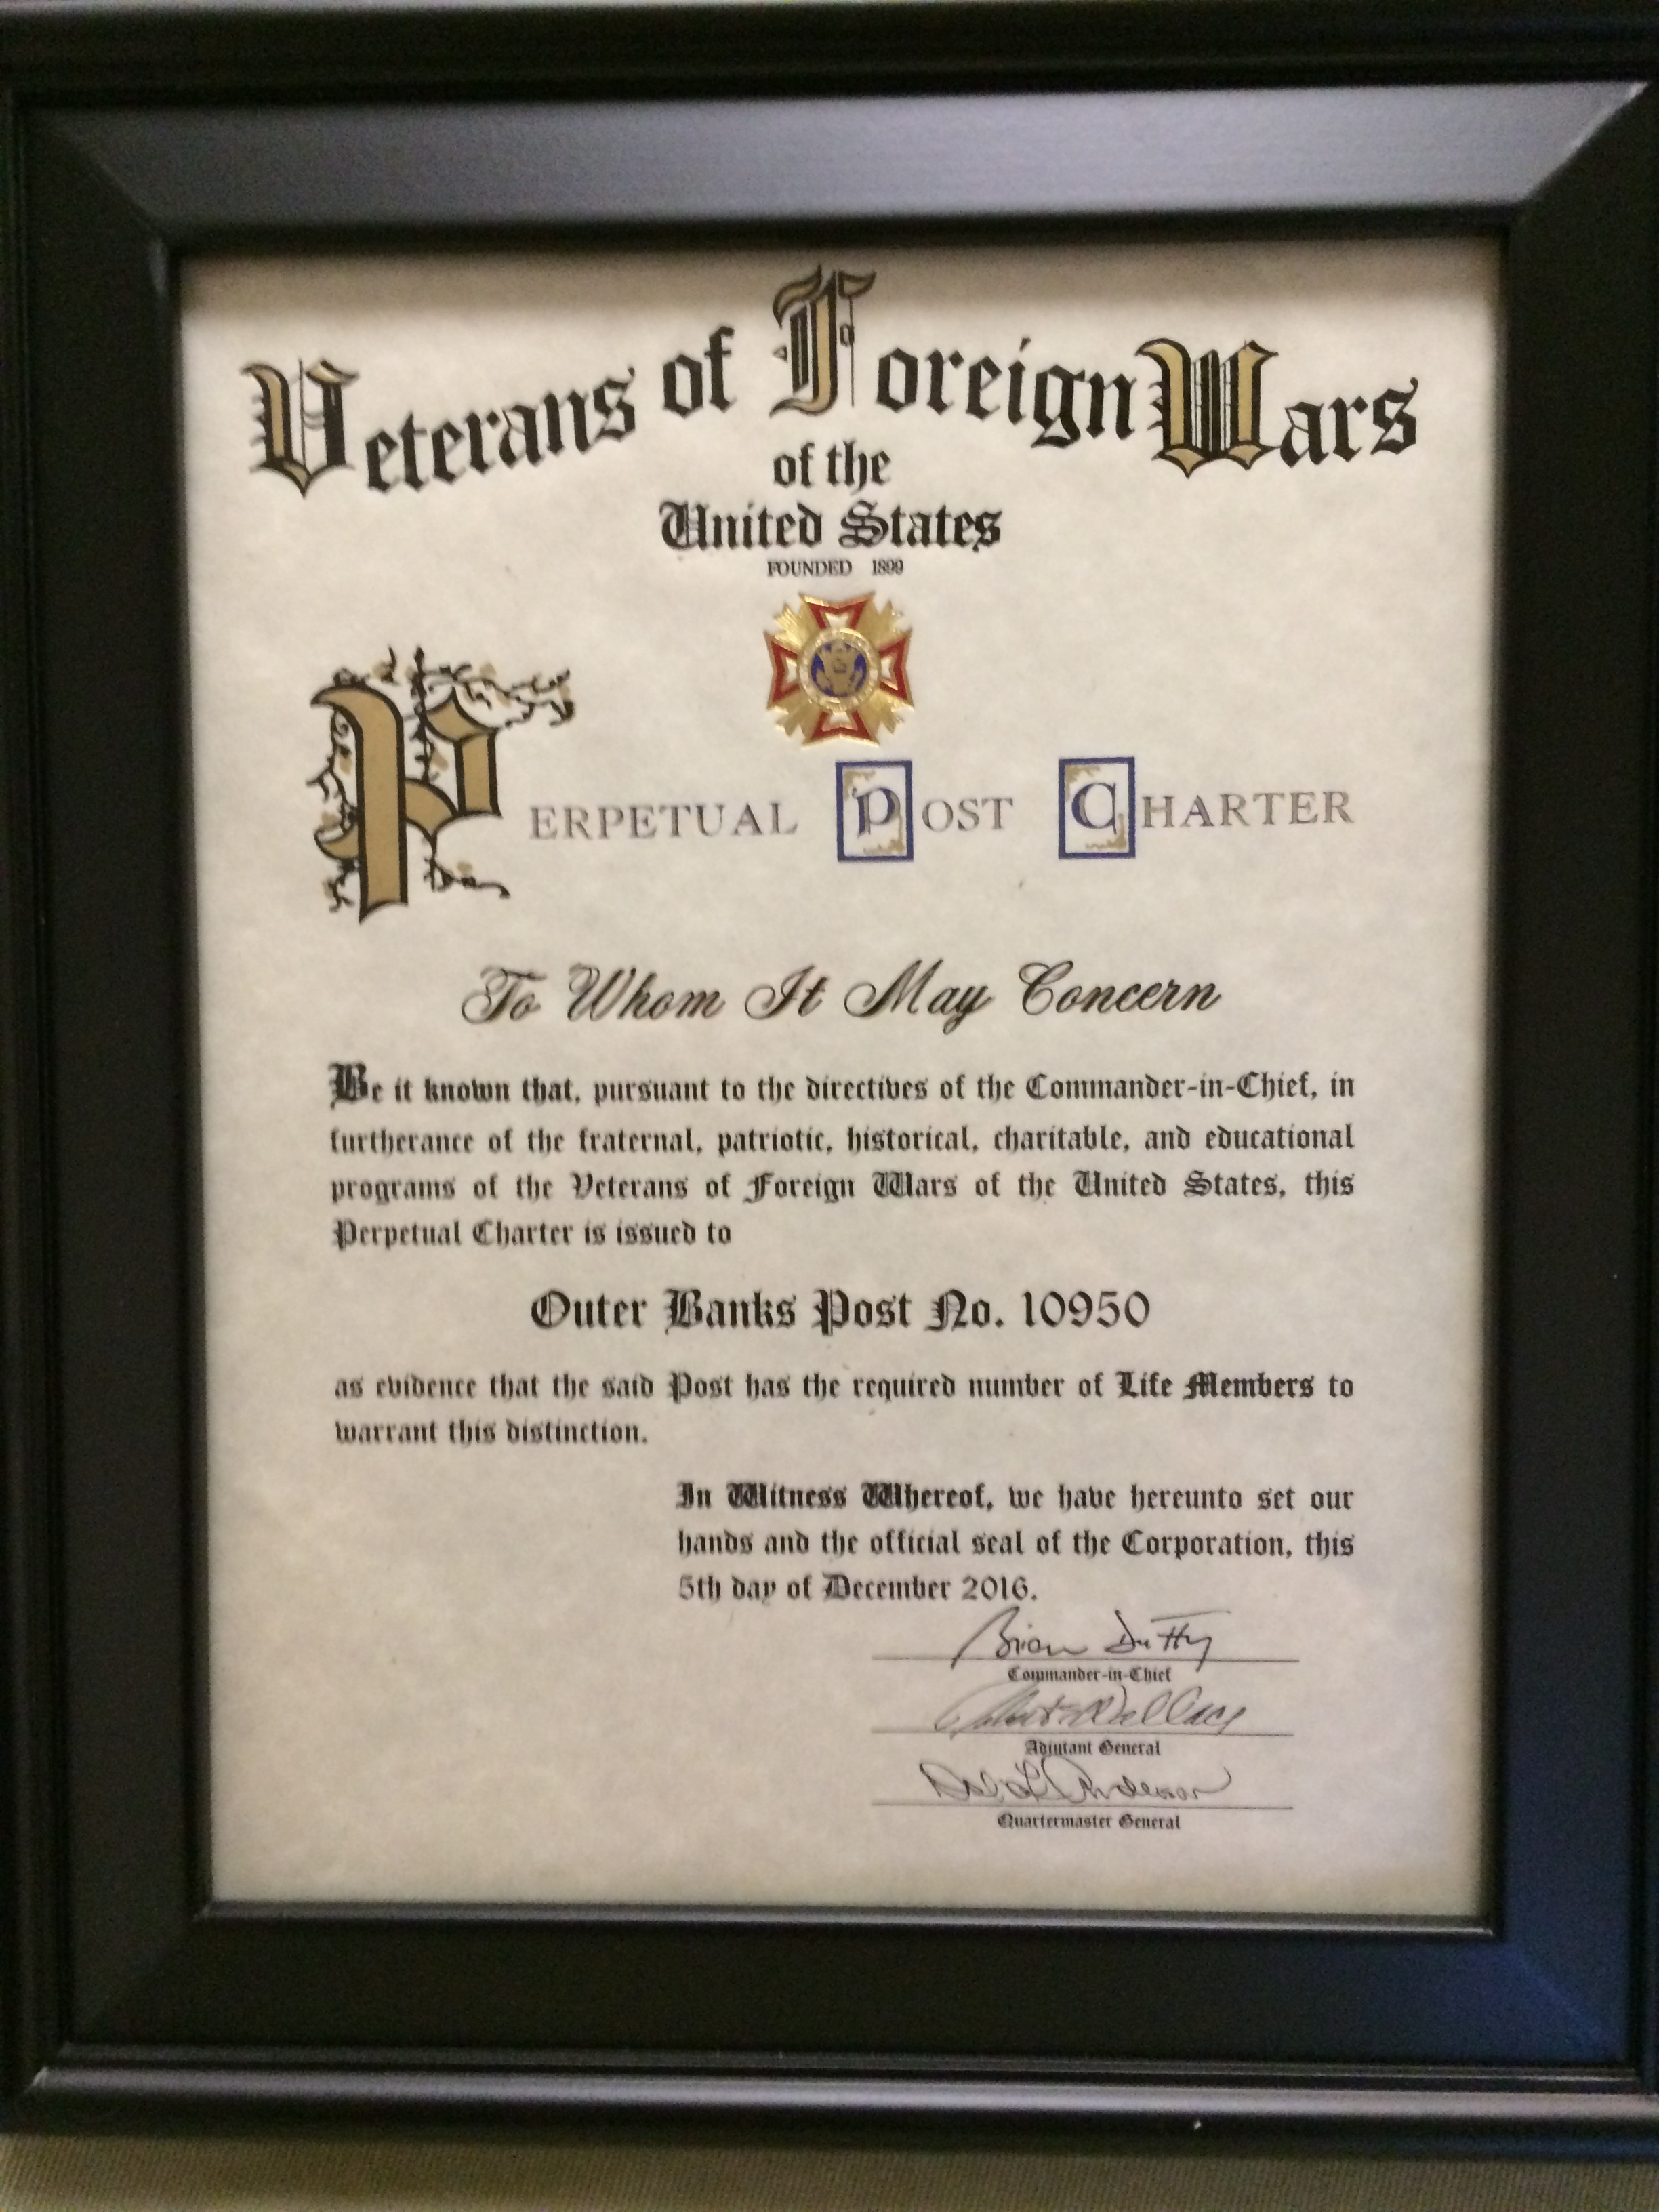 Veterans of Foreign Wars
of the
United States
FOUNDED 1899
PERPETUAL POST CHARTER
To Whom It May Concern
Be it known that, pursuant to the directives of the Commander-in-Chief, in
furtherance of the fraternal, patriotic, historical, charitable, and educational
programs of the Veterans of Foreign Wars of the United States, this
Perpetual Charter is issued to
Outer Banks Post No. 10950
as evidence that the said Post has the required number of Life Members to
warrant this distinction.
In Witness Whereof, we have hereunto set our
hands and the official seal of the Corporation, this
5th day of December 2016.
Brian Duffy
Commander-in-Chief
Wallace
Adjutant General
Anderson
Quartermaster General